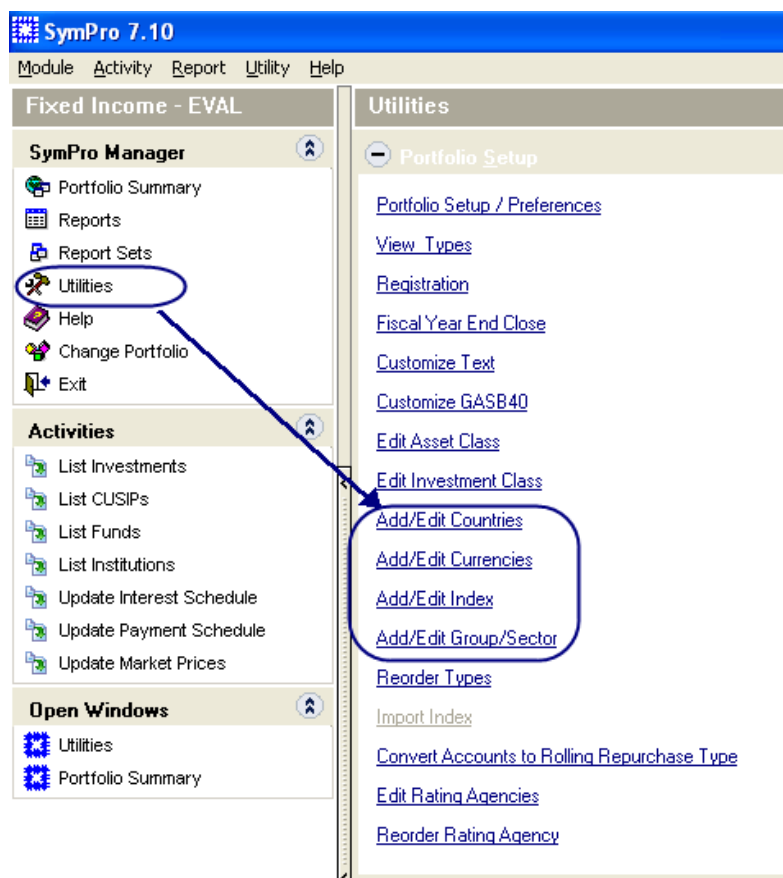 SymPro 7.10
Module Activity Report Utility Help
Fixed Income - EVAL
SymPro Manager
Portfolio Summary
Reports
Report Sets
Utilities
Help
Change Portfolio
Exit
Activities
List Investments
List CUSIPs
List Funds
List Institutions
Update Interest Schedule
Update Payment Schedule
Update Market Prices
Open Windows
Utilities
Portfolio Summary
Utilities
Portfolio Setup
Portfolio Setup / Preferences
View Types
Registration
Fiscal Year End Close
Customize Text
Customize GASB40
Edit Asset Class
Edit Investment Class
Add/Edit Countries
Add/Edit Currencies
Add/Edit Index
Add/Edit Group/Sector
Reorder Types
Import Index
Convert Accounts to Rolling Repurchase Type
Edit Rating Agencies
Reorder Rating Agency